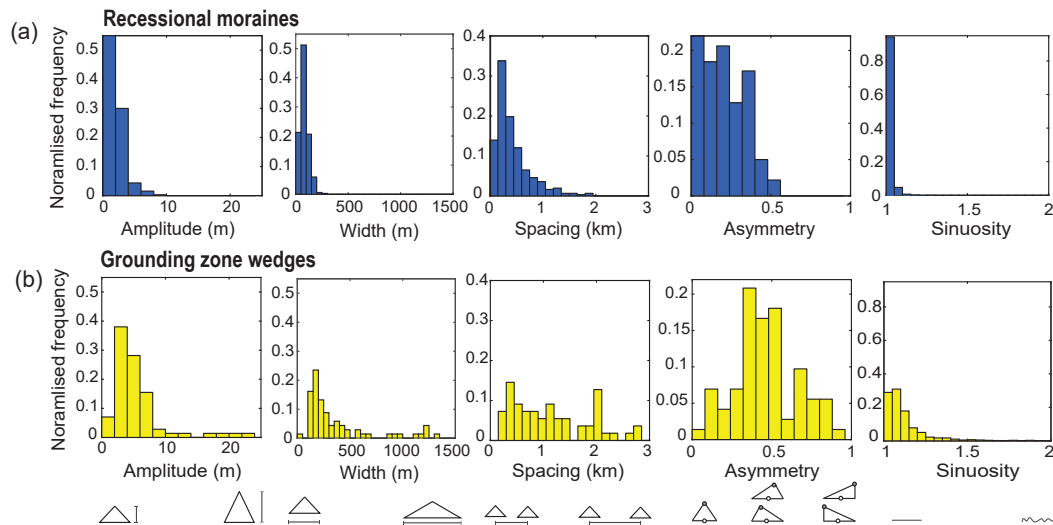 Recessional moraines
(a)
Noramlised frequency
0.5
0.4
0.3
0.2
0.1
0
0 10 20
Amplitude (m)
0.5
0.4
0.3
0.2
0.1
0
0 500 1000 1500
Width (m)
0.4
0.3
0.2
0.1
0
0 1 2 3
Spacing (km)
0.2
0.15
0.1
0.05
0
0 0.5 1
Asymmetry
0.8
0.6
0.4
0.2
0
1 1.5 2
Sinuosity
Grounding zone wedges
(b)
Noramlised frequency
0.5
0.4
0.3
0.2
0.1
0
0 10 20
Amplitude (m)
0.5
0.4
0.3
0.2
0.1
0
0 500 1000 1500
Width (m)
0.4
0.3
0.2
0.1
0
0 1 2 3
Spacing (km)
0.2
0.15
0.1
0.05
0
0 0.5 1
Asymmetry
0.8
0.6
0.4
0.2
0
1 1.5 2
Sinuosity